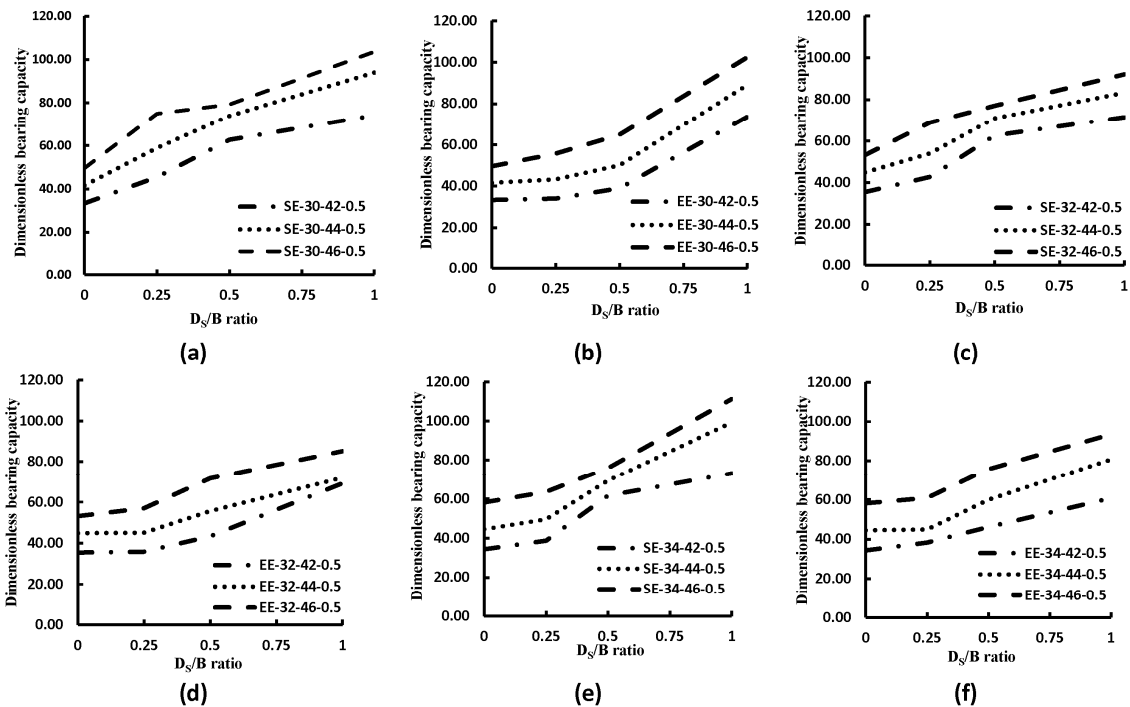 Dimensionless bearing capacity
120.00
100.00
80.00
60.00
40.00
20.00
0.00
SE-30-42-0.5
SE-30-44-0.5
SE-30-46-0.5
0 0.25 0.5 0.75 1
DS/B ratio
(a)
Dimensionless bearing capacity
120.00
100.00
80.00
60.00
40.00
20.00
0.00
EE-30-42-0.5
EE-30-44-0.5
EE-30-46-0.5
0 0.25 0.5 0.75 1
DS/B ratio
(b)
Dimensionless bearing capacity
120.00
100.00
80.00
60.00
40.00
20.00
0.00
SE-32-42-0.5
SE-32-44-0.5
SE-32-46-0.5
0 0.25 0.5 0.75 1
DS/B ratio
(c)
Dimensionless bearing capacity
120.00
100.00
80.00
60.00
40.00
20.00
0.00
EE-32-42-0.5
EE-32-44-0.5
EE-32-46-0.5
0 0.25 0.5 0.75 1
DS/B ratio
(d)
Dimensionless bearing capacity
120.00
100.00
80.00
60.00
40.00
20.00
0.00
SE-34-42-0.5
SE-34-44-0.5
SE-34-46-0.5
0 0.25 0.5 0.75 1
DS/B ratio
(e)
Dimensionless bearing capacity
120.00
100.00
80.00
60.00
40.00
20.00
0.00
EE-34-42-0.5
EE-34-44-0.5
EE-34-46-0.5
0 0.25 0.5 0.75 1
DS/B ratio
(f)